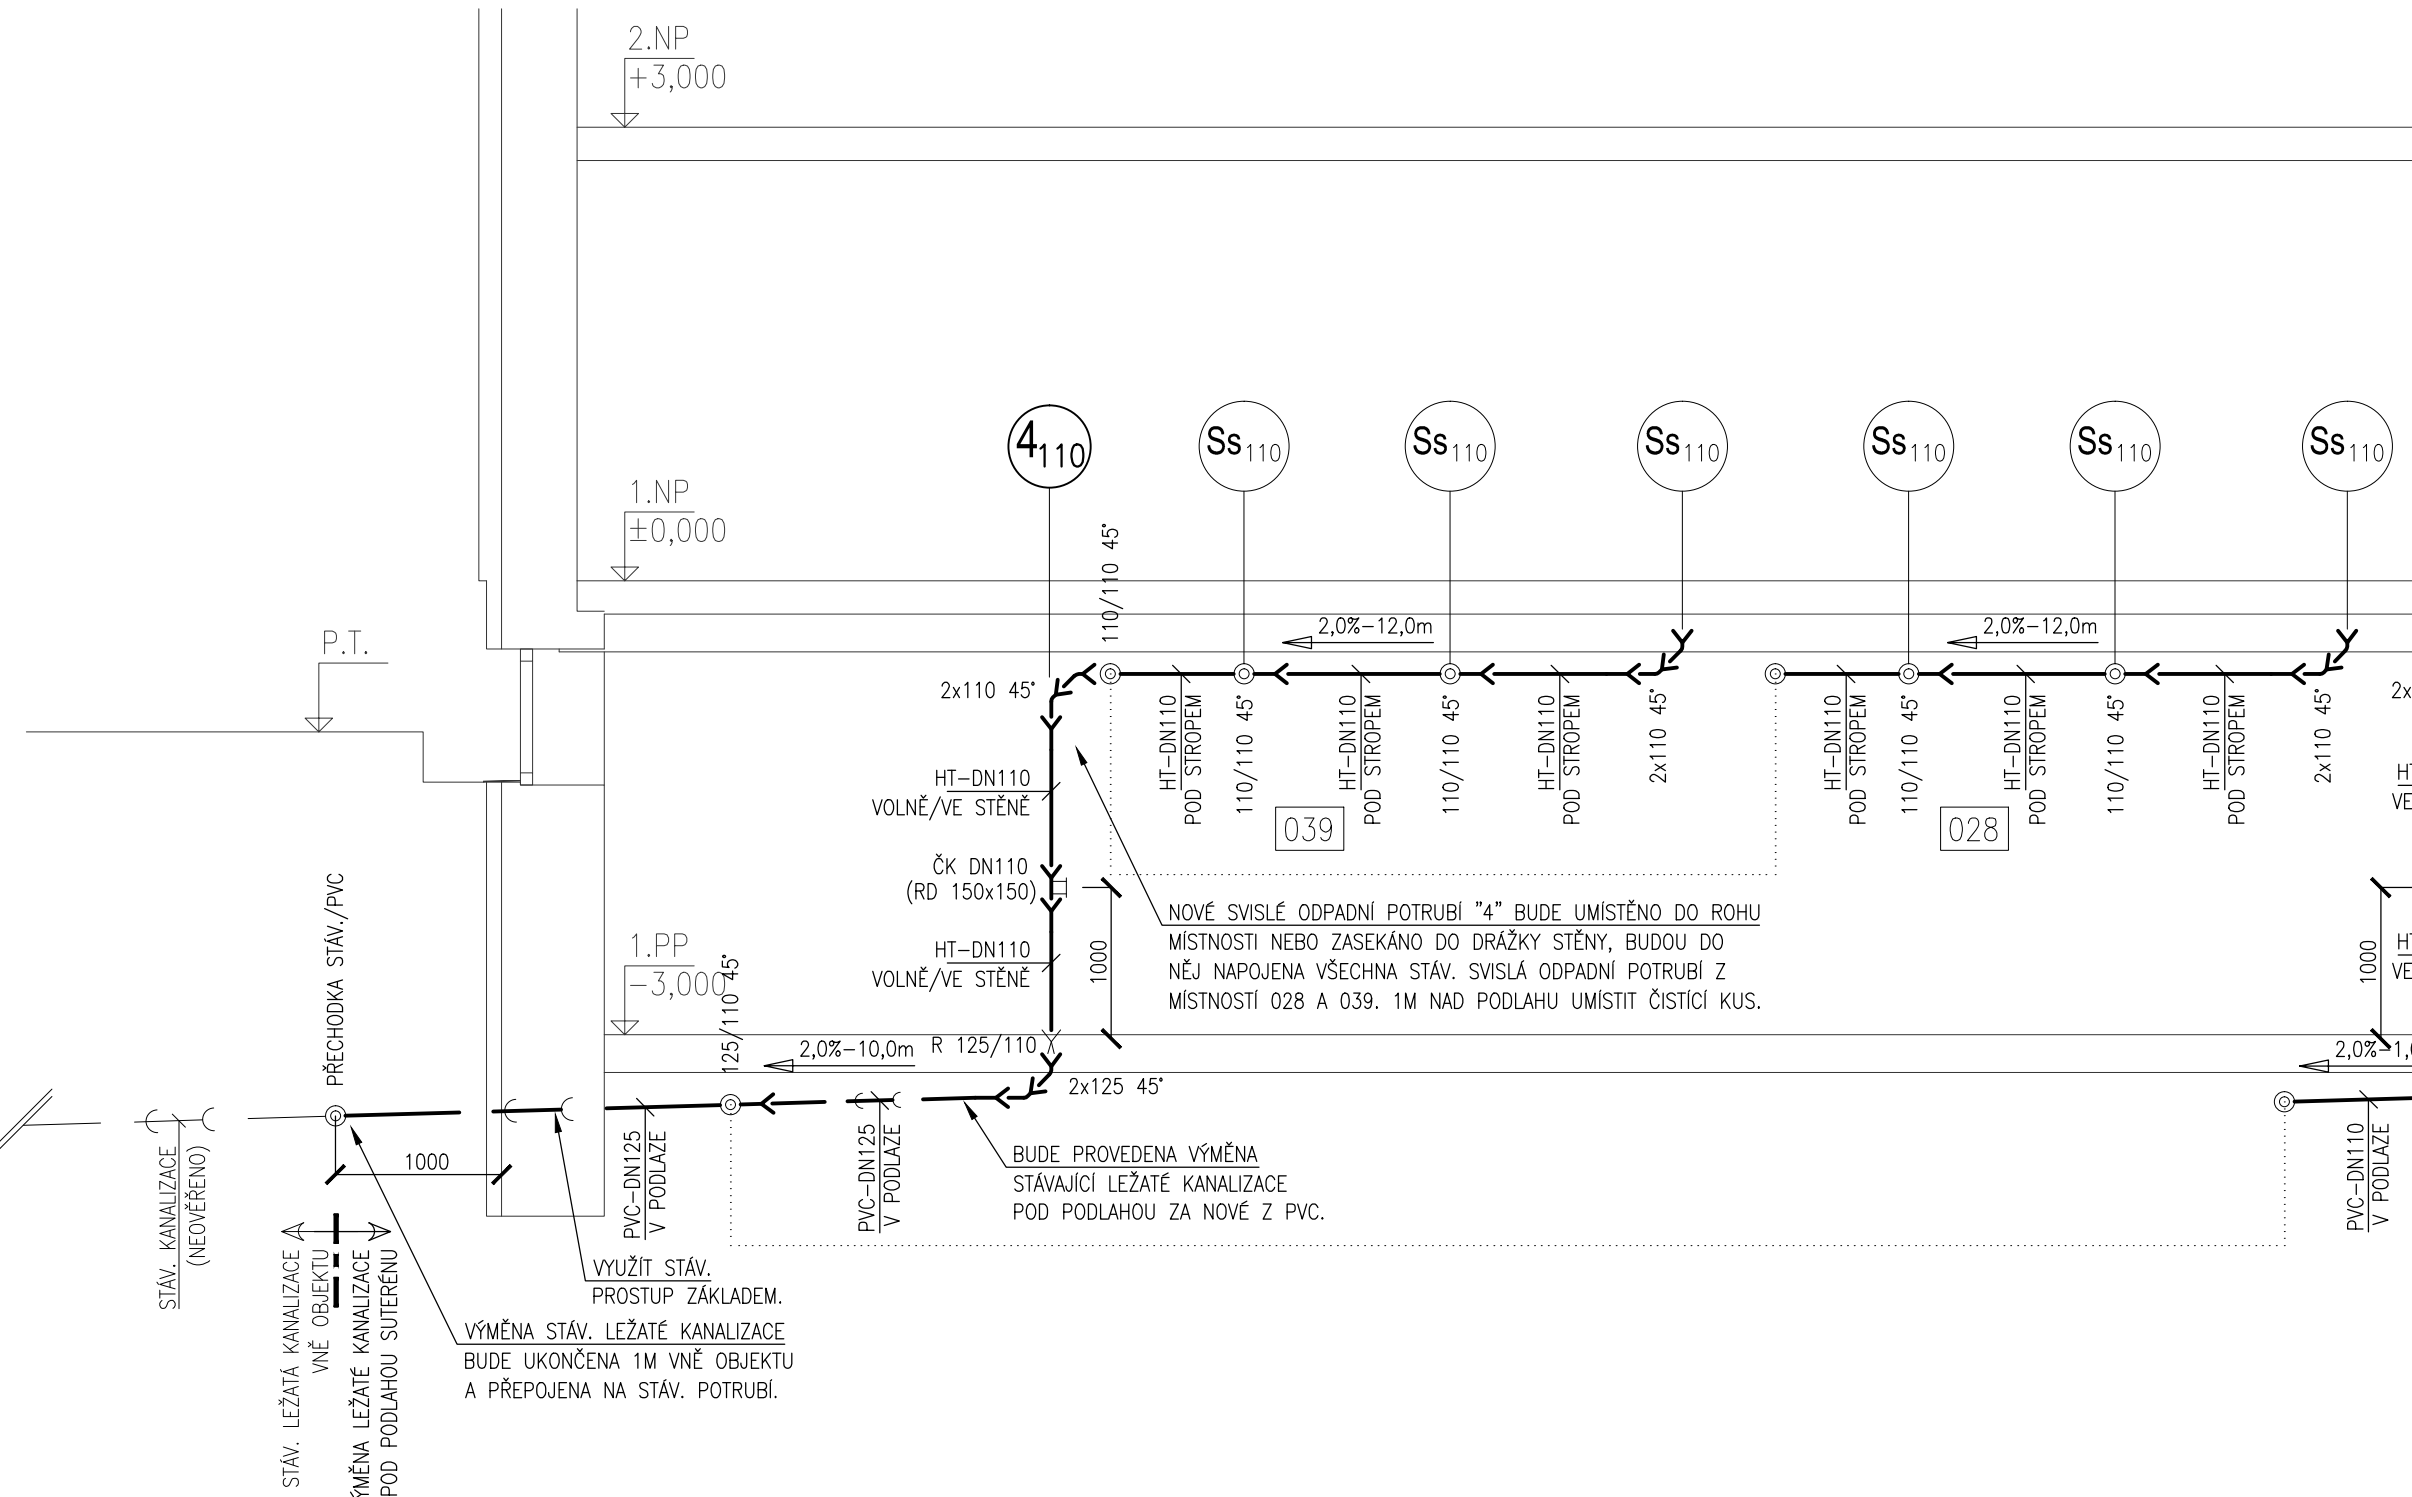 2.NP
+3,000
4110
Ss110
Ss110
Ss110
Ss110
Ss110
Ss110
1.NP
±0,000
110/110 45°
P.T.
2,0%-12,0m
2,0%-12,0m
2x110 45°
HT-DN110
POD STROPEM
110/110 45°
HT-DN110
POD STROPEM
110/110 45°
HT-DN110
POD STROPEM
2x110 45°
HT-DN110
POD STROPEM
110/110 45°
HT-DN110
POD STROPEM
110/110 45°
HT-DN110
POD STROPEM
2x110 45°
HT-DN110
VOLNĚ/VE STĚNĚ
039
028
ČK DN110
(RD 150x150)
HT-DN110
VOLNĚ/VE STĚNĚ
1000
NOVÉ SVISLÉ ODPADNÍ POTRUBÍ "4" BUDE UMÍSTĚNO DO ROHU
MÍSTNOSTI NEBO ZASEKÁNO DO DRÁŽKY STĚNY, BUDOU DO
NĚJ NAPOJENA VŠECHNA STÁV. SVISLÁ ODPADNÍ POTRUBÍ Z
MÍSTNOSTÍ 028 A 039. 1M NAD PODLAHU UMÍSTIT ČISTÍCÍ KUS.
1000
PŘECHODKA STÁV./PVC
1.PP
-3,000
125/110 45°
2,0%-10,0m
R 125/110
2x125 45°
STÁV. KANALIZACE
(NEOVĚŘENO)
1000
PVC-DN125
V PODLAZE
PVC-DN125
V PODLAZE
BUDE PROVEDENA VÝMĚNA
STÁVAJÍCÍ LEŽATÉ KANALIZACE
POD PODLAHOU ZA NOVÉ Z PVC.
PVC-DN110
V PODLAZE
STÁV. LEŽATÁ KANALIZACE
VNĚ OBJEKTU
LEŽATÉ KANALIZACE
POD PODLAHOU SUTERÉNU
VYUŽÍT STÁV.
PROSTUP ZÁKLADEM.
VÝMĚNA STÁV. LEŽATÉ KANALIZACE
BUDE UKONČENA 1M VNĚ OBJEKTU
A PŘEPOJENA NA STÁV. POTRUBÍ.